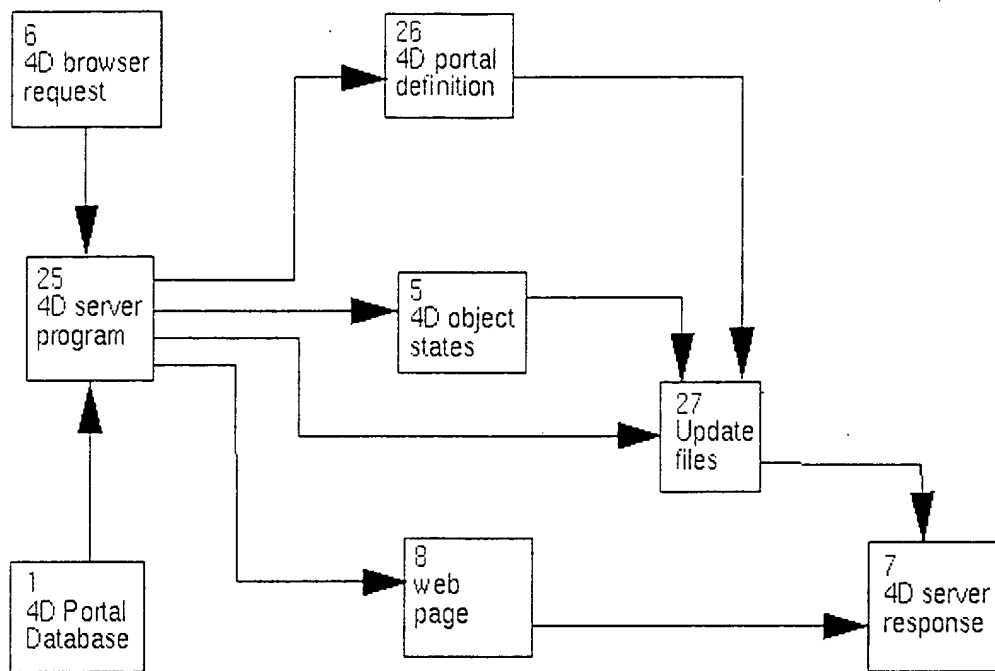 6
4D browser
request
26
4D portal
definition
25
4D server
program
5
4D object
states
27
Update
files
1
4D Portal
Database
8
web
page
7
4D server
response